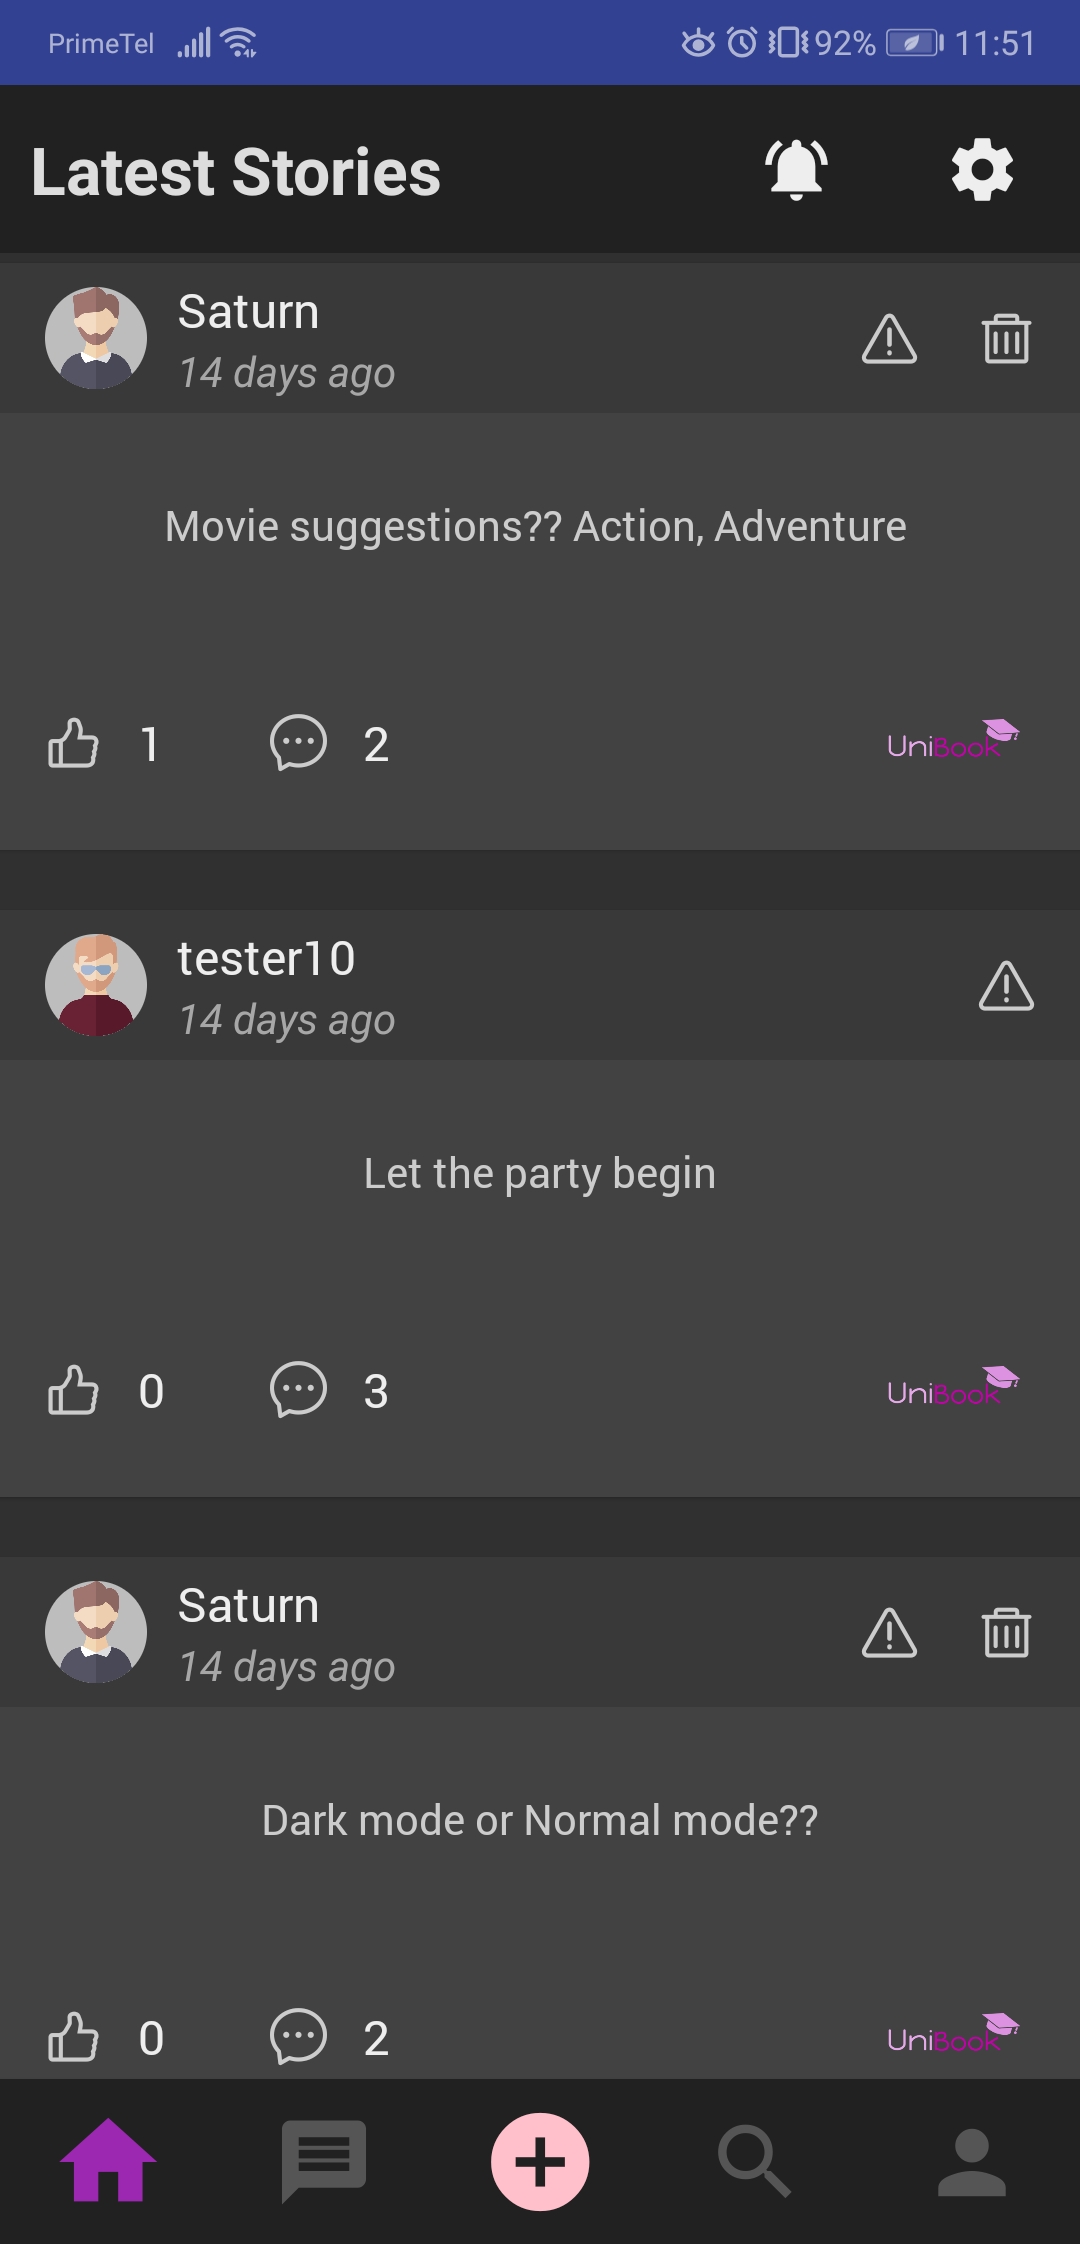 PrimeTel 92% 11:51
Latest Stories
Saturn
14 days ago
Movie suggestions?? Action, Adventure
1 2 UniBook
tester10
14 days ago
Let the party begin
0 3 UniBook
Saturn
14 days ago
Dark mode or Normal mode??
0 2 UniBook